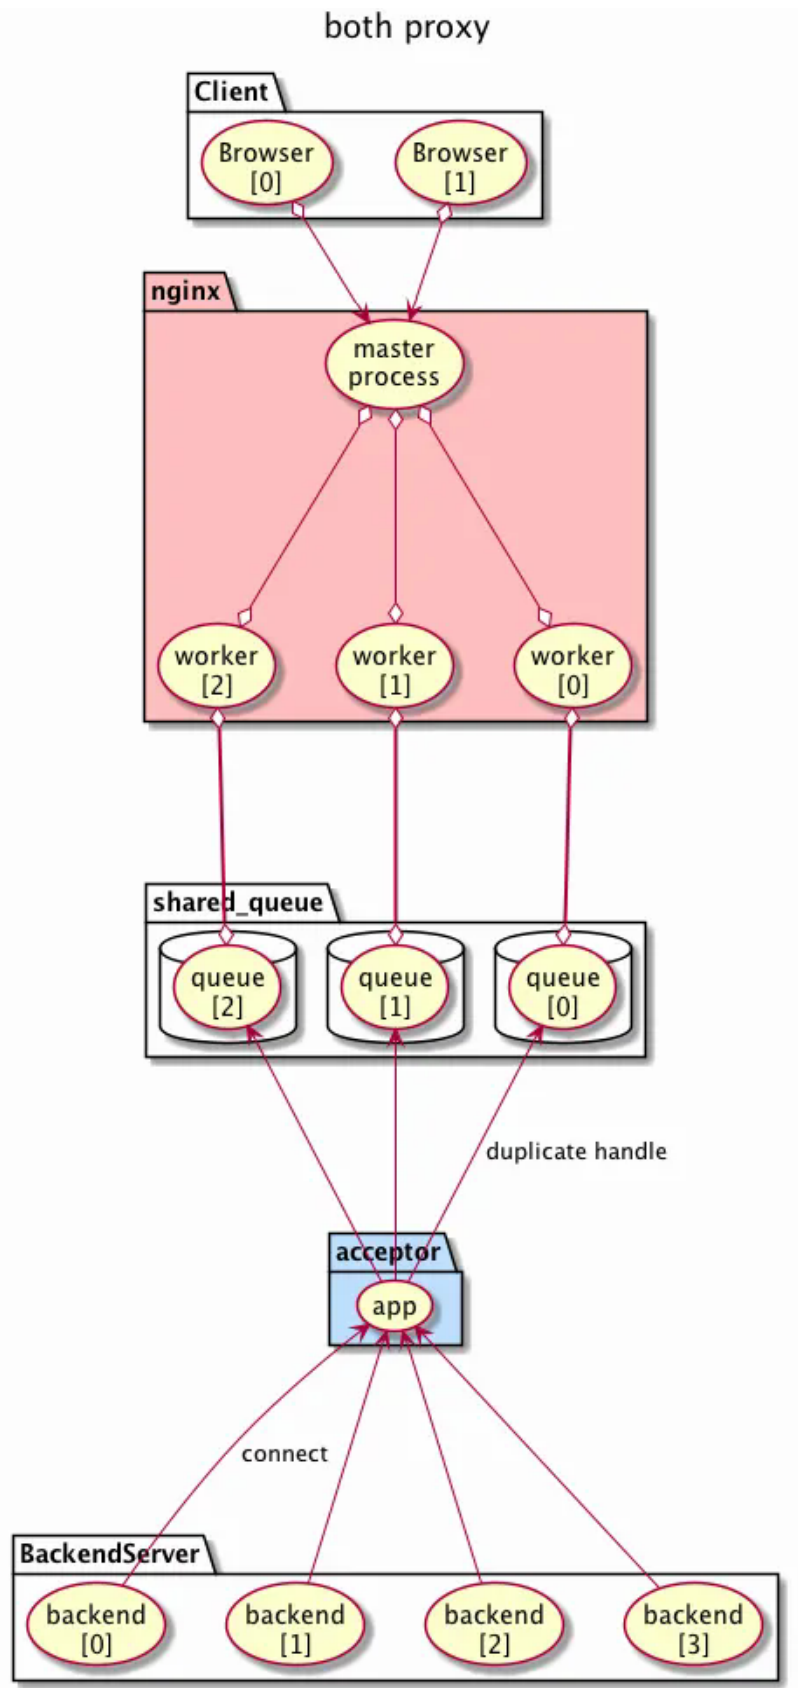 both proxy
Client
Browser
[0]
Browser
[1]
nginx
master
process
worker
[2]
worker
[1]
worker
[0]
shared_queue
queue
[2]
queue
[1]
queue
[0]
duplicate handle
acceptor
app
connect
BackendServer
backend
[0]
backend
[1]
backend
[2]
backend
[3]